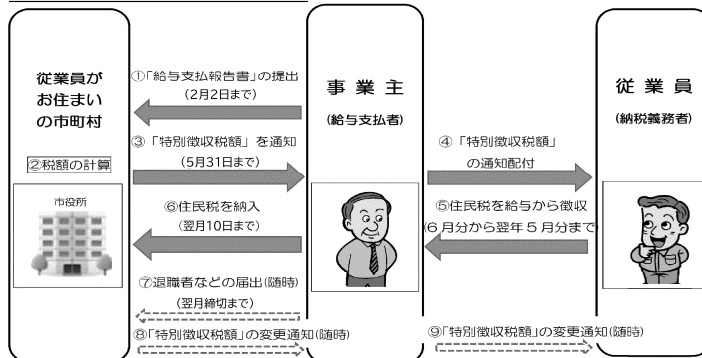 従業員が
お住まい
の市町村
②税額の計算
市役所
①「給与支払報告書」の提出
(2月2日まで)
③「特別徴収税額」を通知
(5月31日まで)
⑥住民税を納入
(翌月10日まで)
⑦退職者などの届出(随時)
(翌月締切まで)
⑧「特別徴収税額」の変更通知(随時)
事業主
(給与支払者)
④「特別徴収税額」
の通知配付
⑤住民税を給与から徴収
(6月分から翌年5月分まで)
⑨「特別徴収税額」の変更通知(随時)
従業員
(納税義務者)